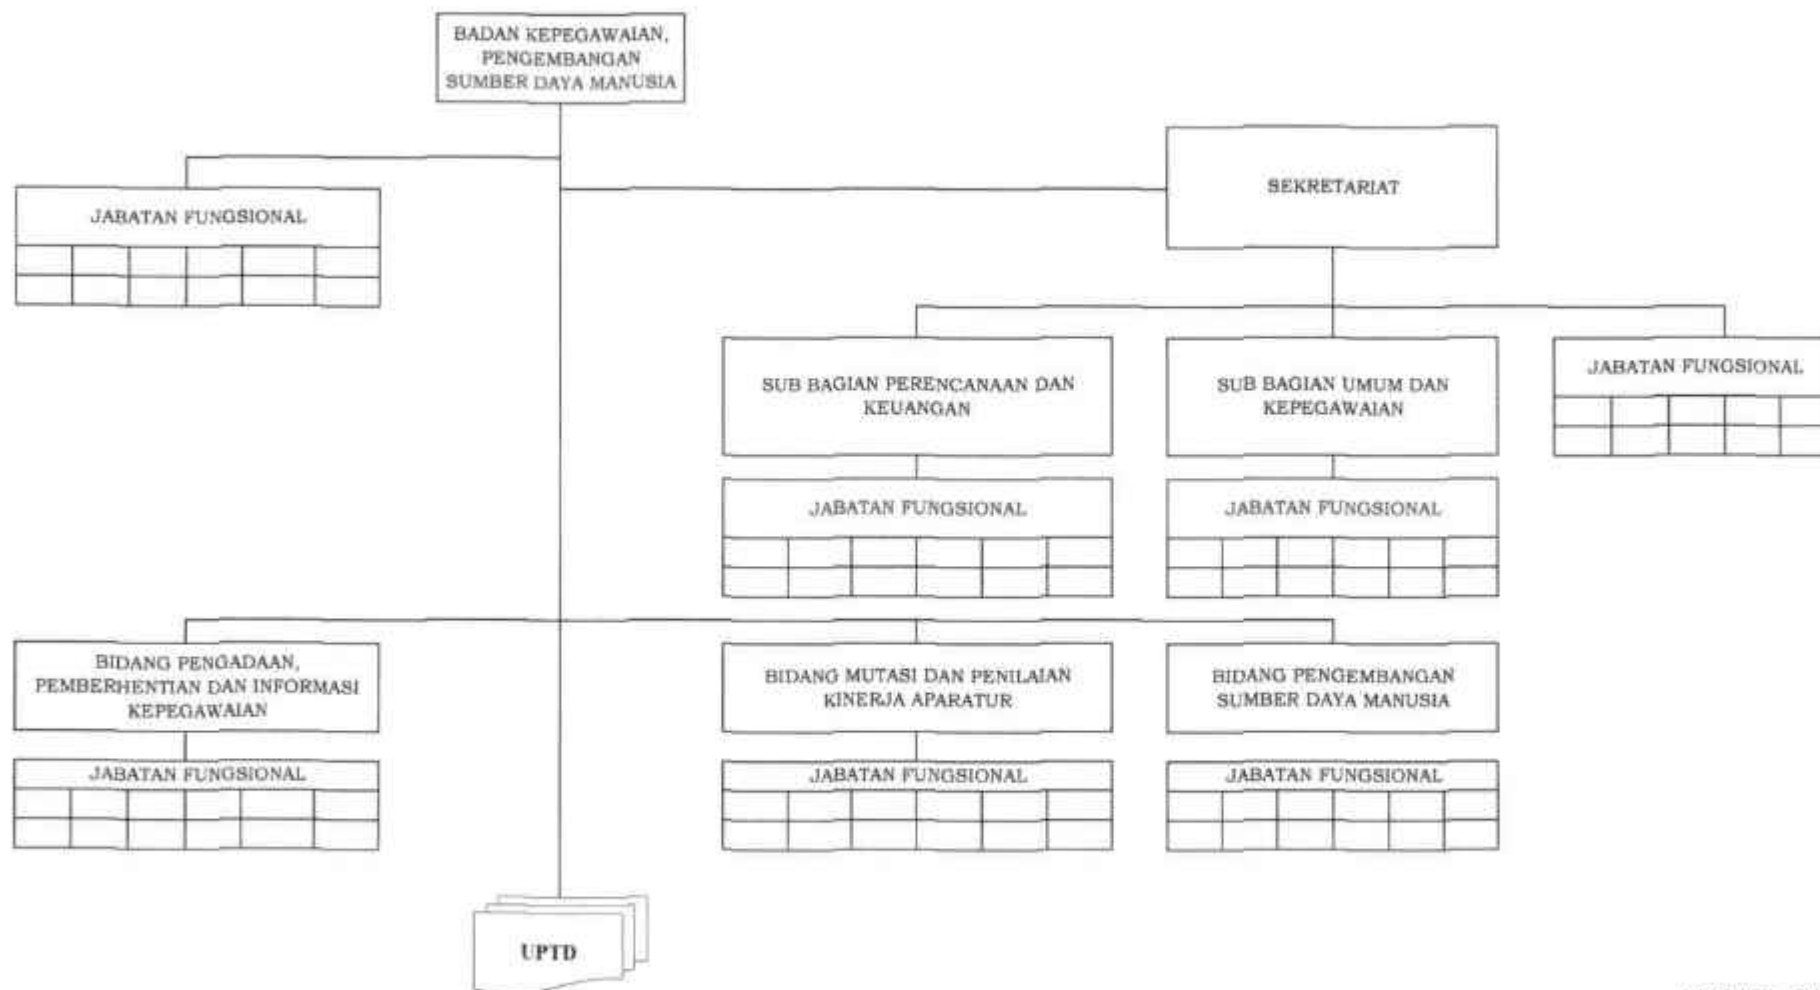 BADAN KEPEGAWAIAN,
PENGEMBANGAN
SUMBER DAYA MANUSIA
SEKRETARIAT
JABATAN FUNGSIONAL
SUB BAGIAN PERENCANAAN DAN
KEUANGAN
SUB BAGIAN UMUM DAN
KEPEGAWAIAN
JABATAN FUNGSIONAL
JABATAN FUNGSIONAL
JABATAN FUNGSIONAL
BIDANG PENGADAAN,
PEMBERHENTIAN DAN INFORMASI
KEPEGAWAIAN
BIDANG MUTASI DAN PENILAIAN
KINERJA APARATUR
BIDANG PENGEMBANGAN
SUMBER DAYA MANUSIA
JABATAN FUNGSIONAL
JABATAN FUNGSIONAL
JABATAN FUNGSIONAL
UPTD